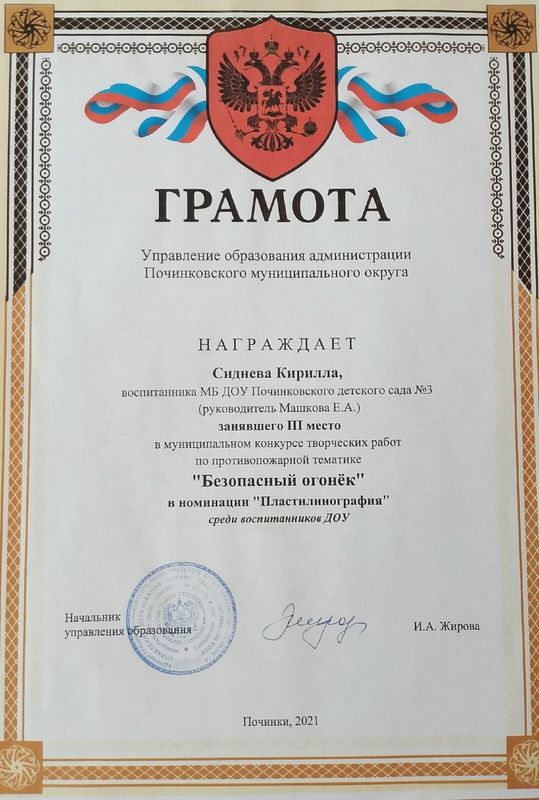 ГРАМОТА
Управление образования администрации
Починковского муниципального округа
НАГРАЖДАЕТ
Сиднева Кирилла,
воспитанника МБ ДОУ Починковского детского сада №3
(руководитель Машкова Е.А.)
занявшего III место
в муниципальном конкурсе творческих работ
по противопожарной тематике
"Безопасный огонёк"
в номинации "Пластилинография"
среди воспитанников ДОУ
Начальник
управления образования
И.А. Жирова
Починки, 2021